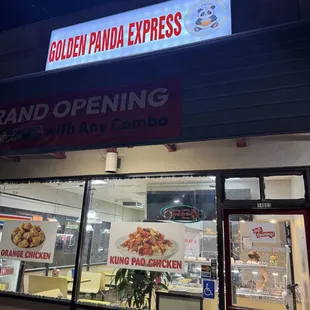 GOLDEN PANDA EXPRESS
RAND OPENING
with Any Combo
OPEN
ORANGE CHICKEN
KUNG PAO CHICKEN